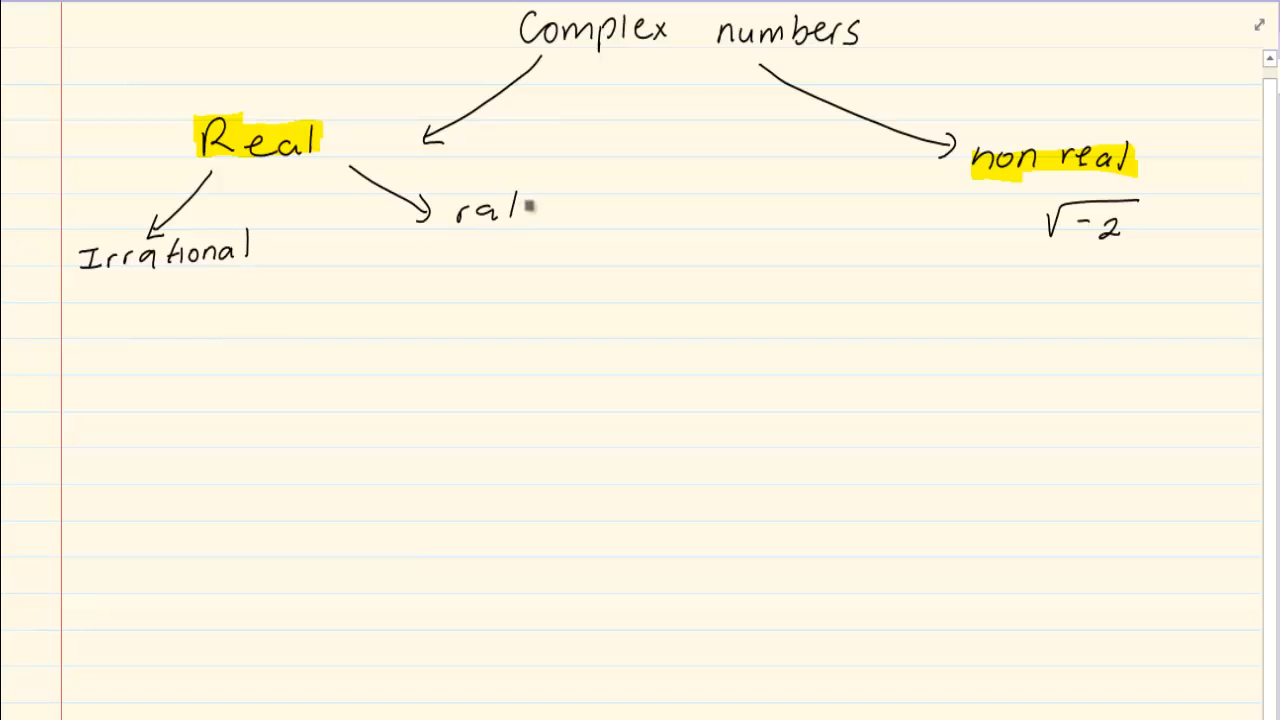 Complex numbers
Real
non real
Irrational
ral
√-2